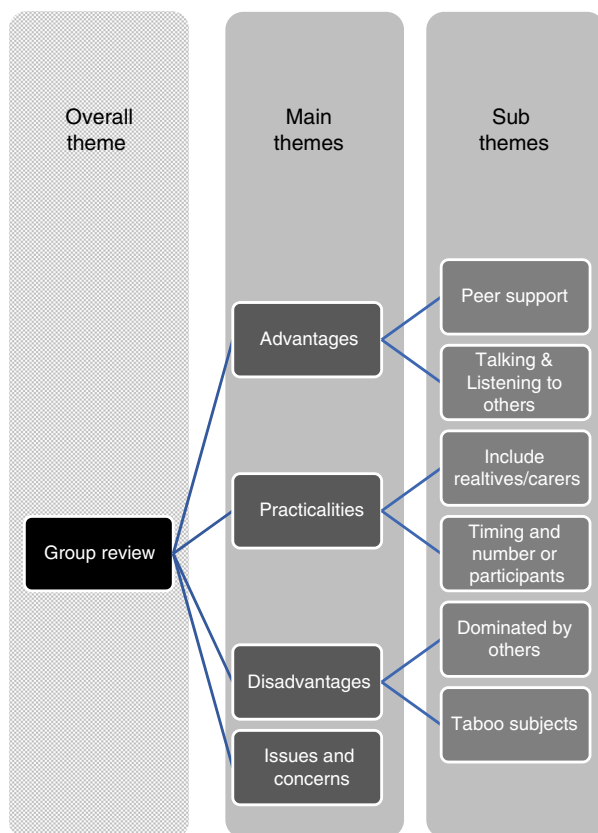 Overall
theme
Main
themes
Sub
themes
Group review
Advantages
Practicalities
Disadvantages
Issues and
concerns
Peer support
Talking &
Listening to
others
Include
realtives/carers
Timing and
number or
participants
Dominated by
others
Taboo subjects